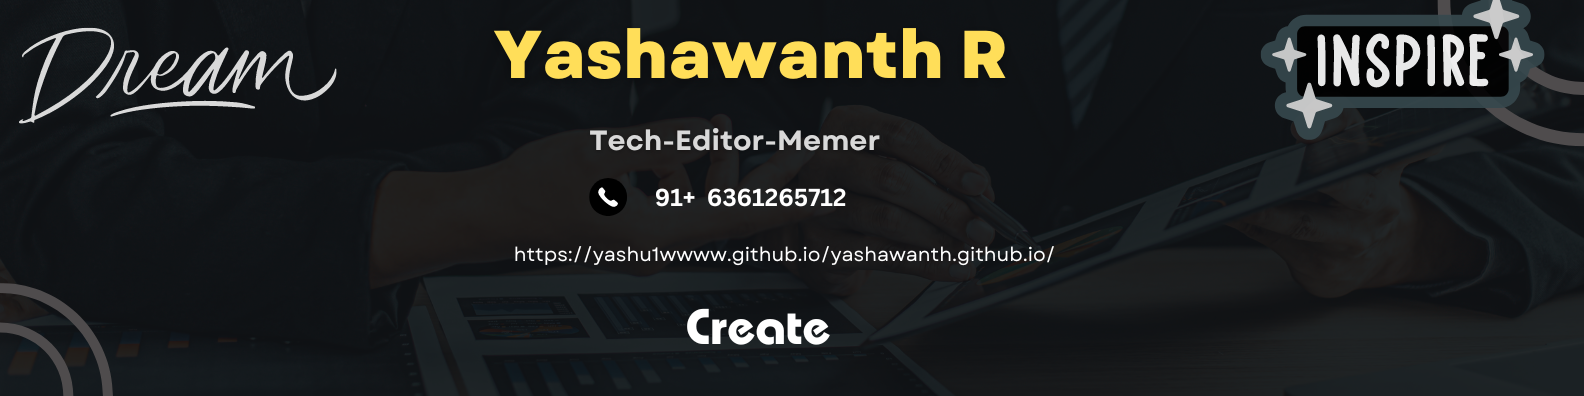 Dream
Yashawanth R
INSPIRE
Tech-Editor-Memer
91+ 6361265712
https://yashu1wwww.github.io/yashawanth.github.io/
Create